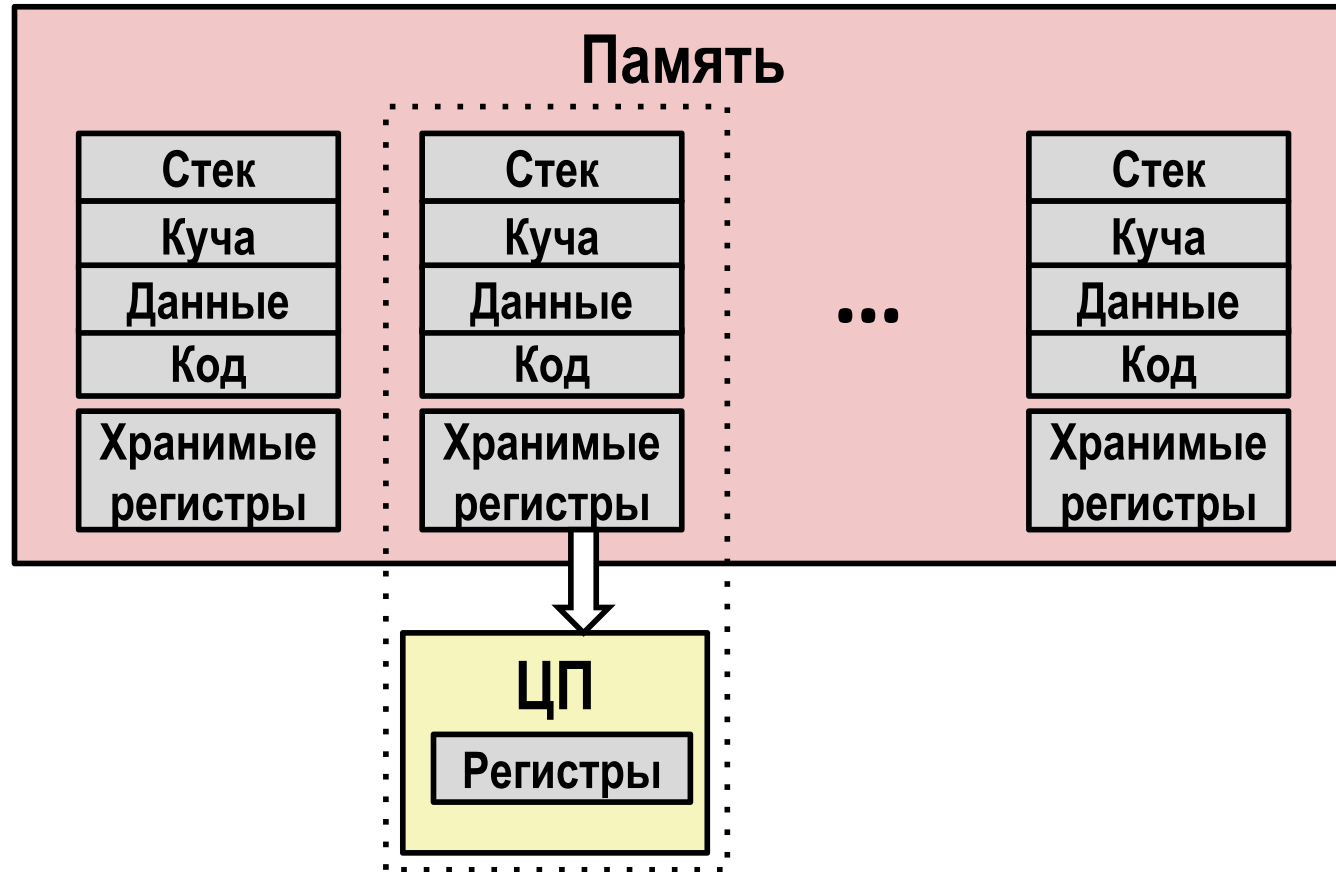 Память
Стек
Куча
Данные
Код
Хранимые
регистры
Стек
Куча
Данные
Код
Хранимые
регистры
...
Стек
Куча
Данные
Код
Хранимые
регистры
ЦП
Регистры